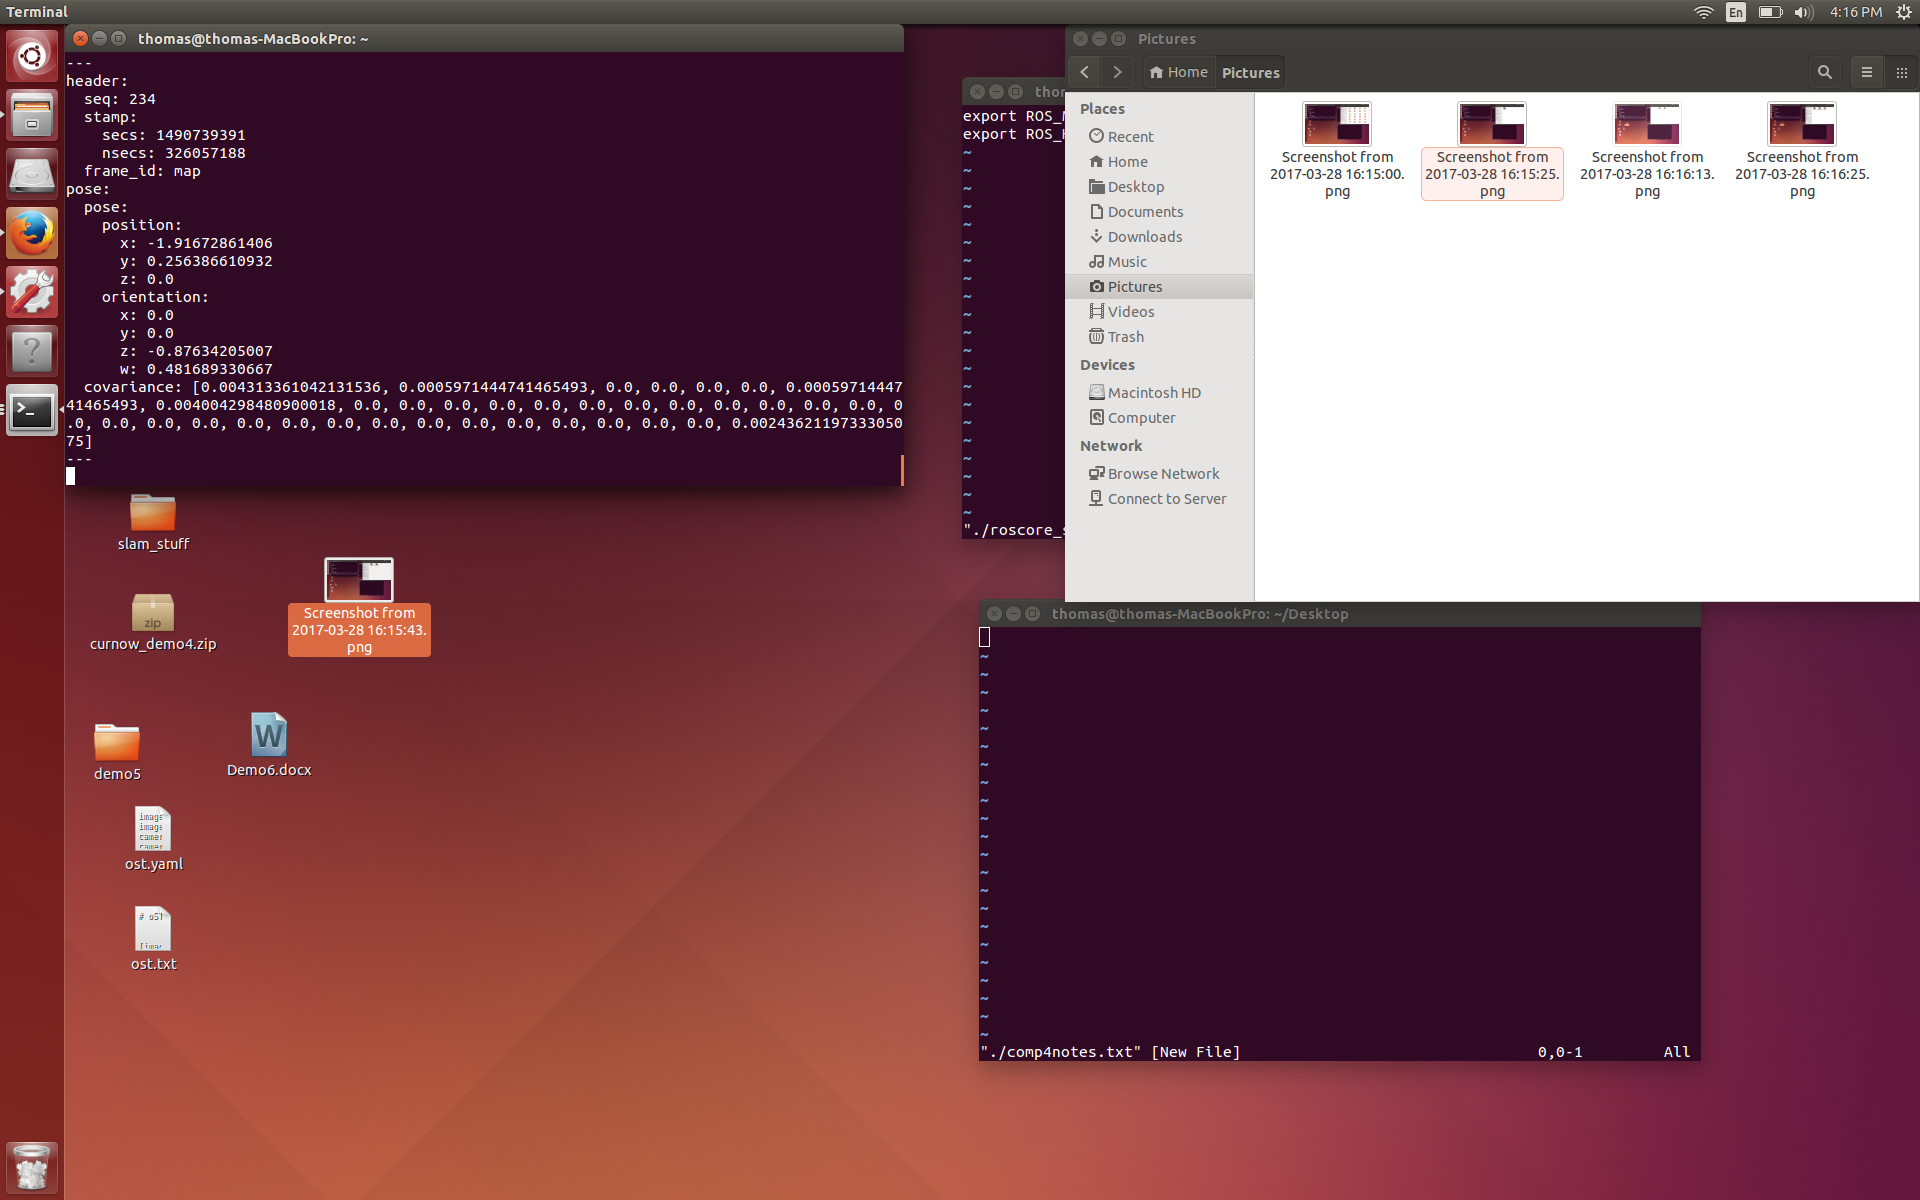 Terminal
En
4:16 PM
thomas@thomas-MacBookPro: ~
---
header:
seq: 234
stamp:
secs: 1490739391
nsecs: 326057188
frame_id: map
pose:
pose:
position:
x: -1.91672861406
y: 0.256386610932
z: 0.0
orientation:
x: 0.0
y: 0.0
z: -0.87634205007
w: 0.481689330667
covariance: [0.004313361042131536, 0.0005971444741465493, 0.0, 0.0, 0.0, 0.0, 0.00059714447
41465493, 0.004004298480900018, 0.0, 0.0, 0.0, 0.0, 0.0, 0.0, 0.0, 0.0, 0.0, 0.0, 0.0, 0.0, 0
.0, 0.0, 0.0, 0.0, 0.0, 0.0, 0.0, 0.0, 0.0, 0.0, 0.0, 0.0, 0.0, 0.0, 0.0, 0.00243621197333050
75]
---
export ROS_
export ROS_
"./roscore_s
Pictures
Home
Pictures
Places
Recent
Home
Desktop
Documents
Downloads
Music
Pictures
Videos
Trash
Devices
Macintosh HD
Computer
Network
Browse Network
Connect to Server
Screenshot from
2017-03-28 16:15:00.
png
Screenshot from
2017-03-28 16:15:25.
png
Screenshot from
2017-03-28 16:16:13.
png
Screenshot from
2017-03-28 16:16:25.
png
slam_stuff
curnow_demo4.zip
Screenshot from
2017-03-28 16:15:43.
png
demo5
Demo6.docx
ost.yaml
ost.txt
thomas@thomas-MacBookPro: ~/Desktop
"./comp4notes.txt" [New File] 0,0-1 All